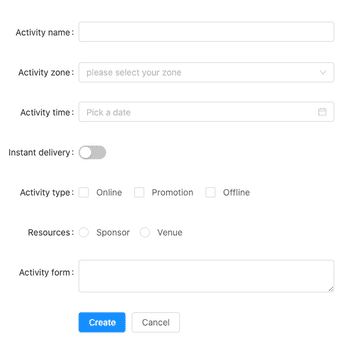 Activity name :
Activity zone : please select your zone
Activity time : Pick a date
Instant delivery :
Activity type : Online Promotion Offline
Resources : Sponsor Venue
Activity form :
Create Cancel